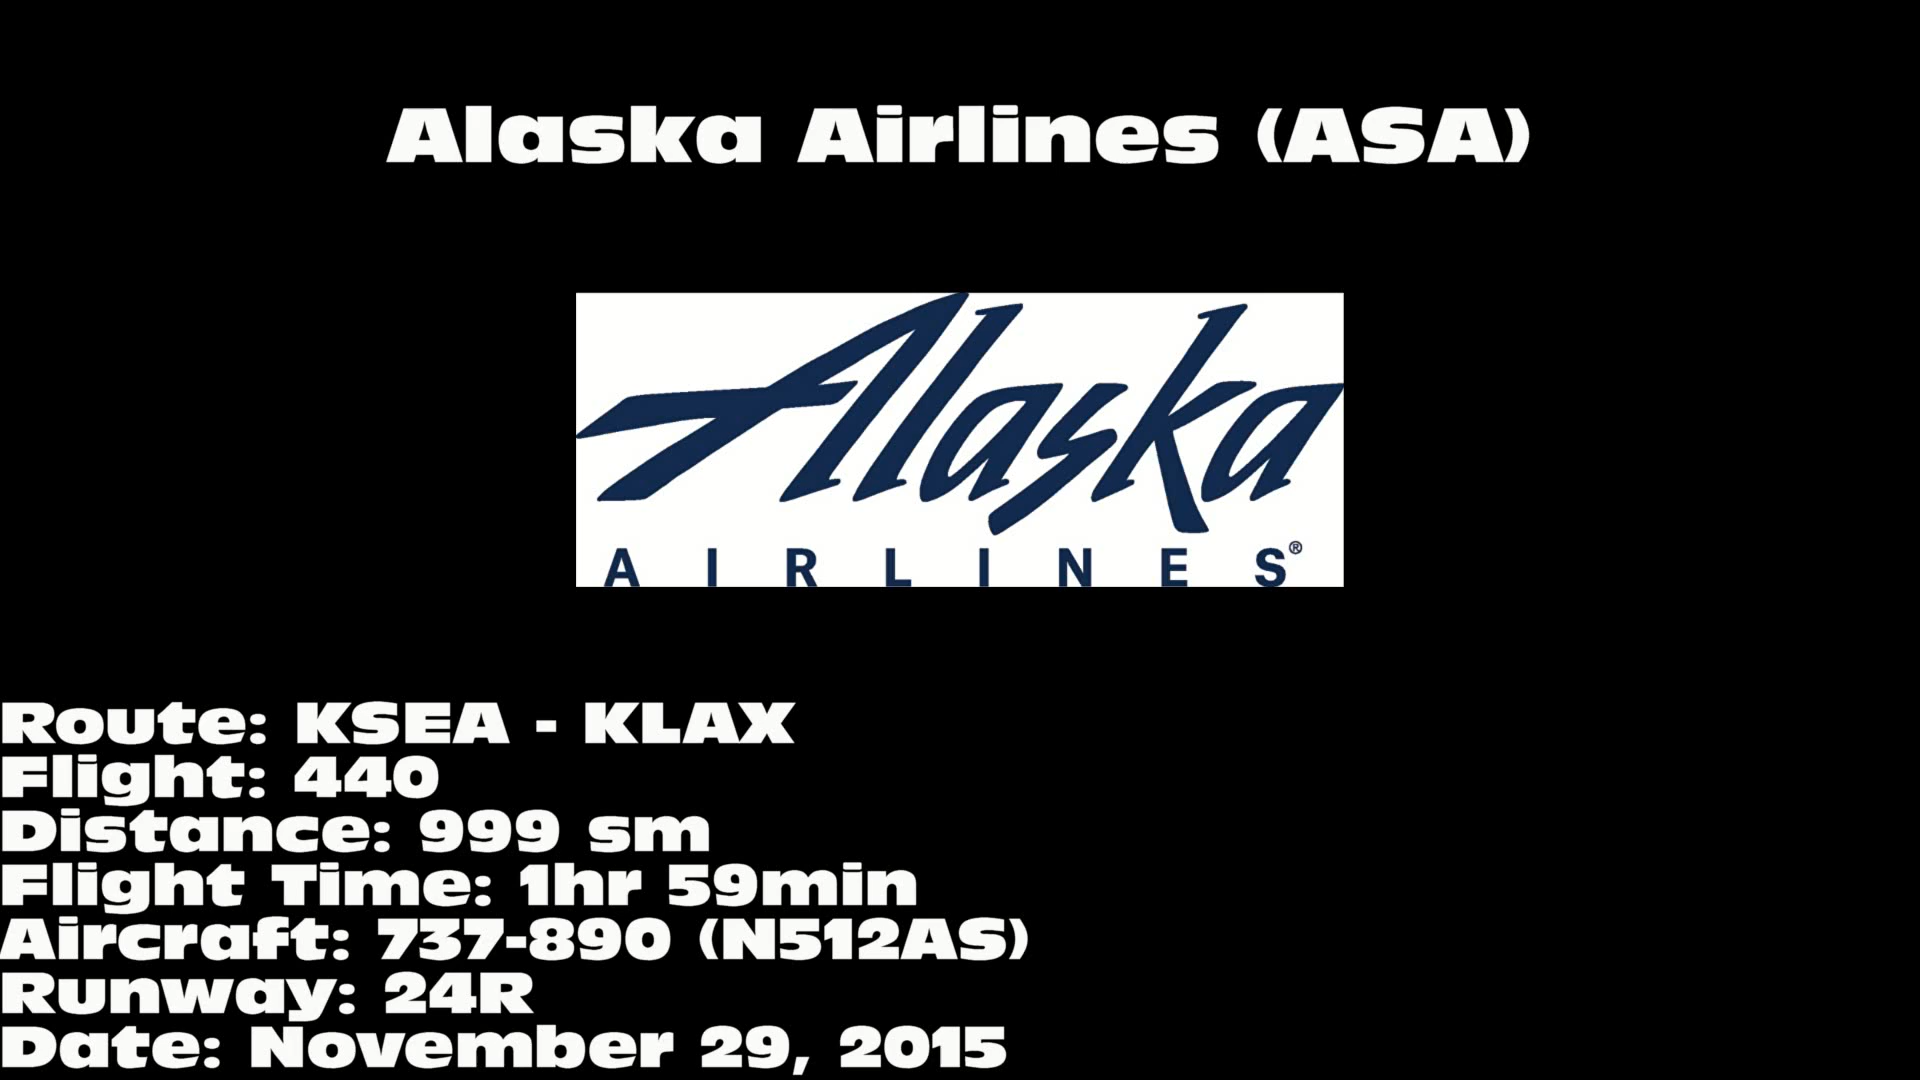 Alaska Airlines (ASA)
Alaska
AIRLINES®
Route: KSEA - KLAX
Flight: 440
Distance: 999 sm
Flight Time: 1hr 59min
Aircraft: 737-890 (N512AS)
Runway: 24R
Date: November 29, 2015